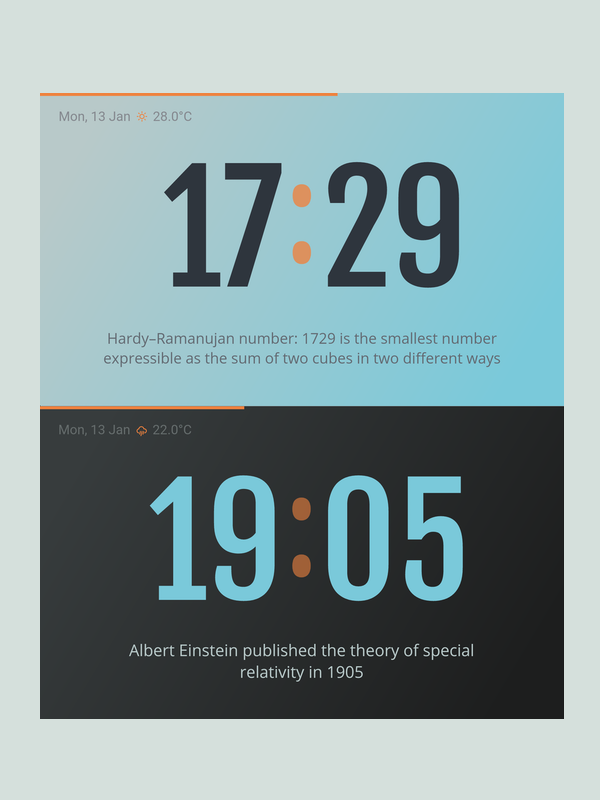 Mon, 13 Jan 28.0°C
17:29
Hardy–Ramanujan number: 1729 is the smallest number
expressible as the sum of two cubes in two different ways
Mon, 13 Jan 22.0°C
19:05
Albert Einstein published the theory of special
relativity in 1905